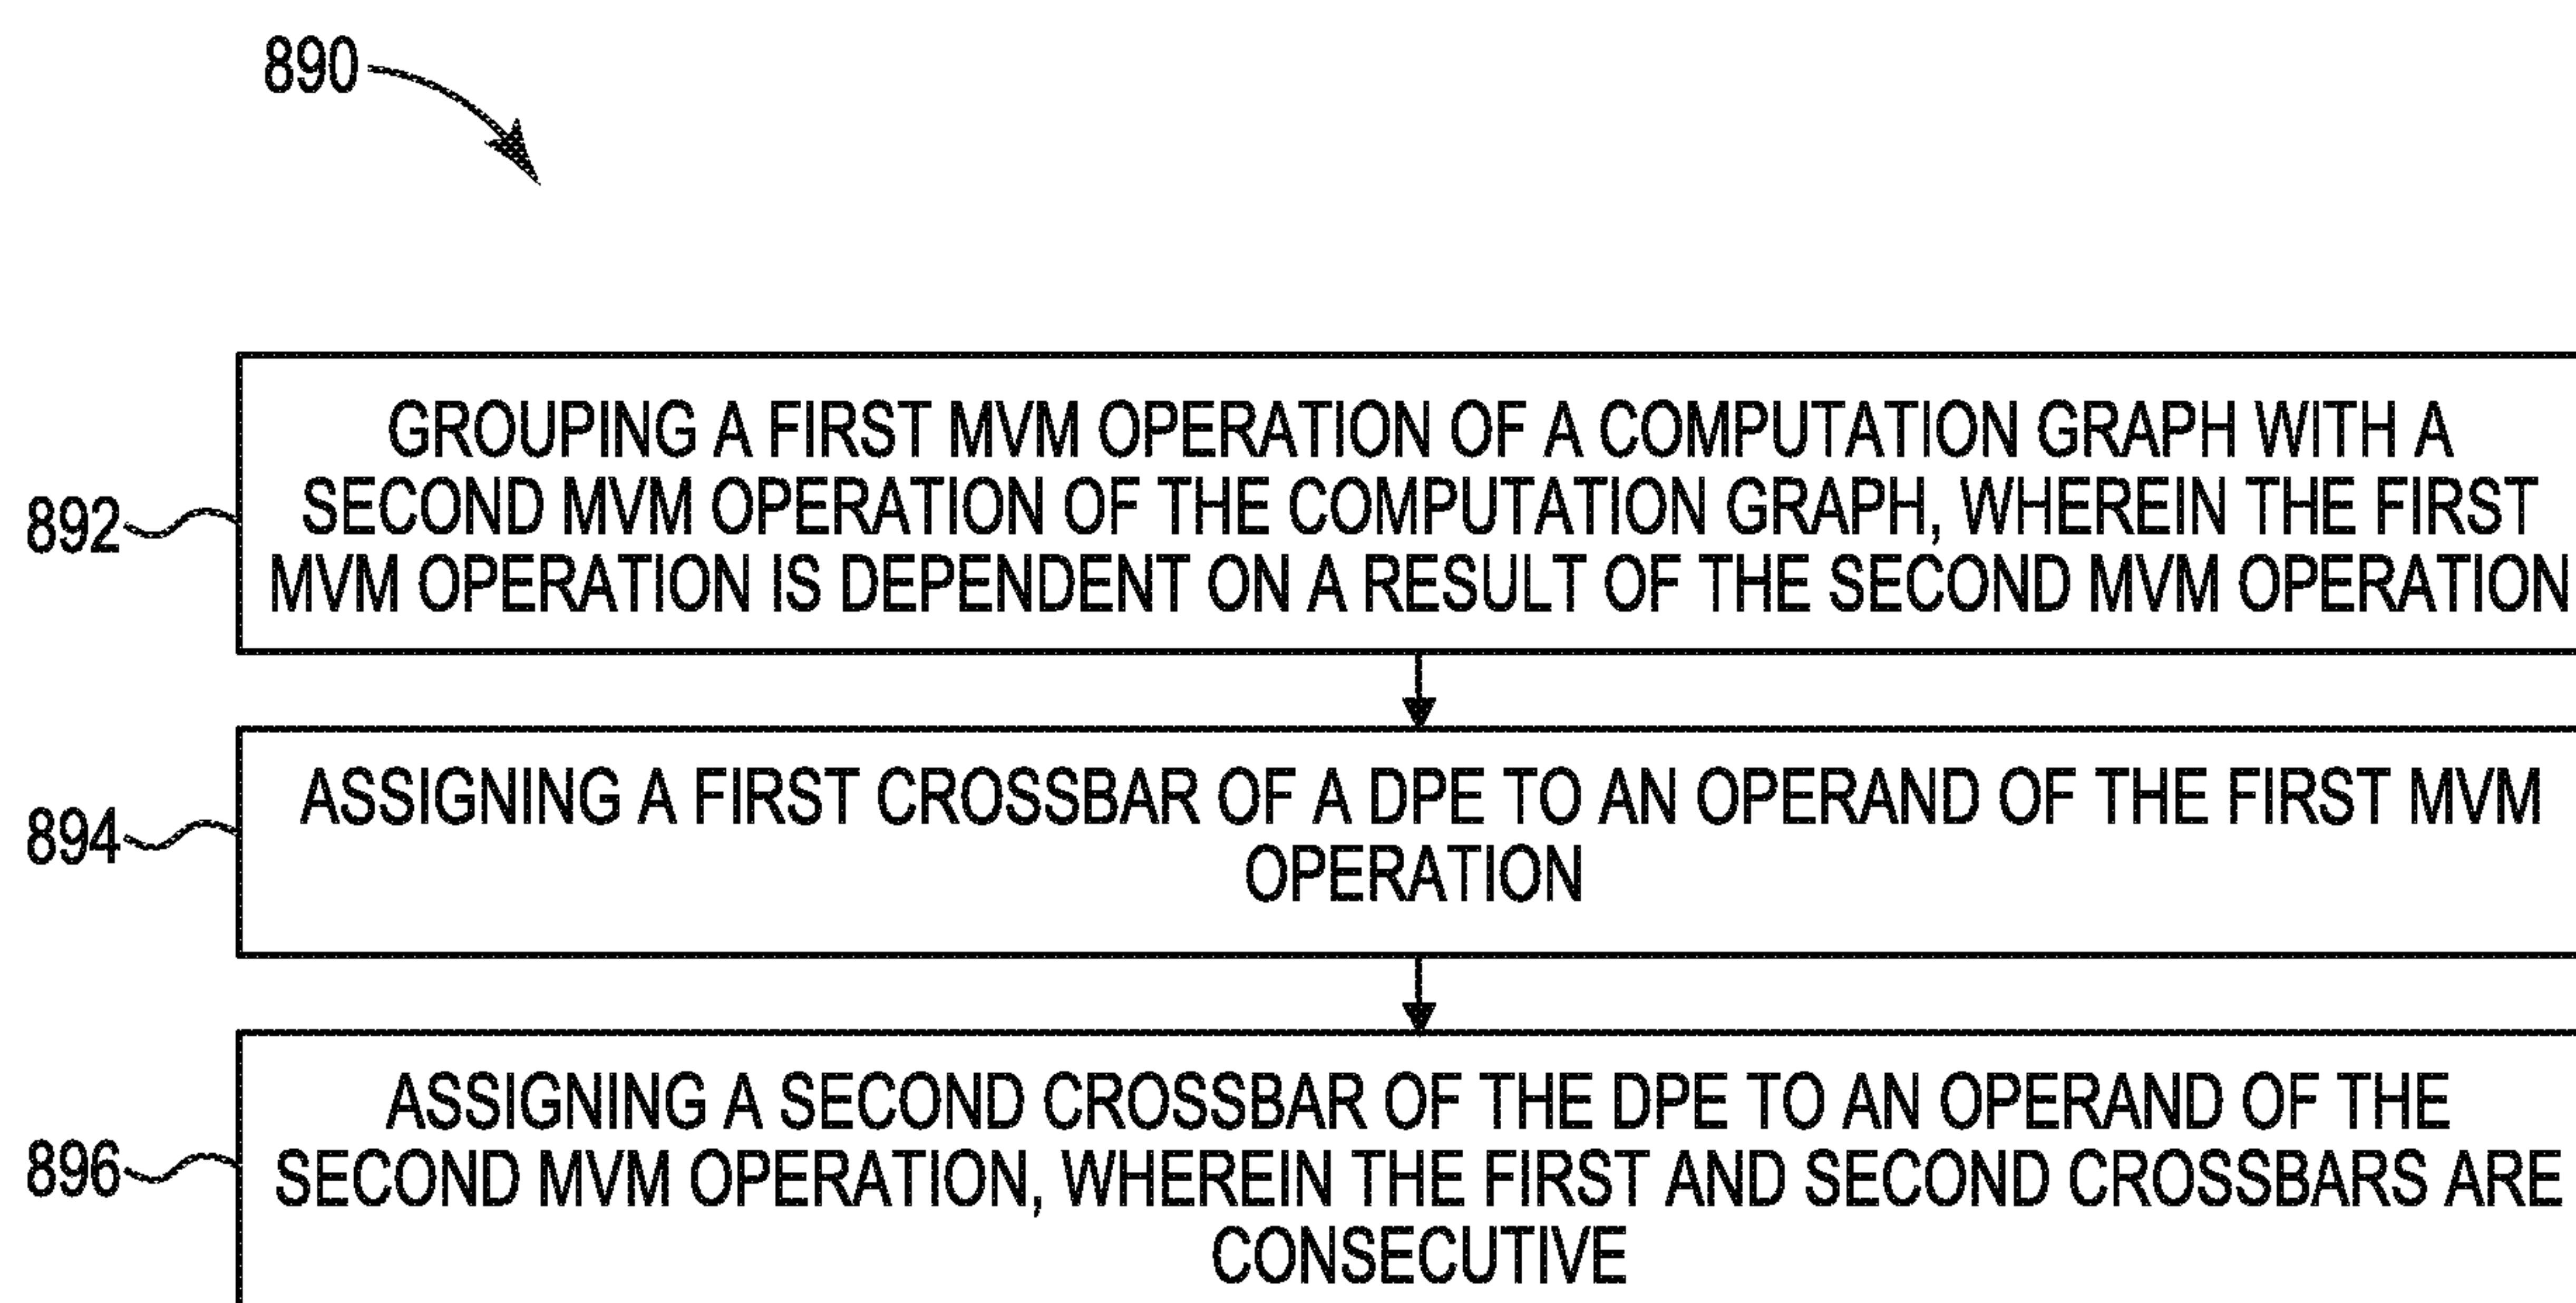 890
GROUPING A FIRST MVM OPERATION OF A COMPUTATION GRAPH WITH A
SECOND MVM OPERATION OF THE COMPUTATION GRAPH, WHEREIN THE FIRST
892
MVM OPERATION IS DEPENDENT ON A RESULT OF THE SECOND MVM OPERATION
ASSIGNING A FIRST CROSSBAR OF A DPE TO AN OPERAND OF THE FIRST MVM
894
OPERATION
ASSIGNING A SECOND CROSSBAR OF THE DPE TO AN OPERAND OF THE
896
SECOND MVM OPERATION, WHEREIN THE FIRST AND SECOND CROSSBARS ARE
CONSECUTIVE